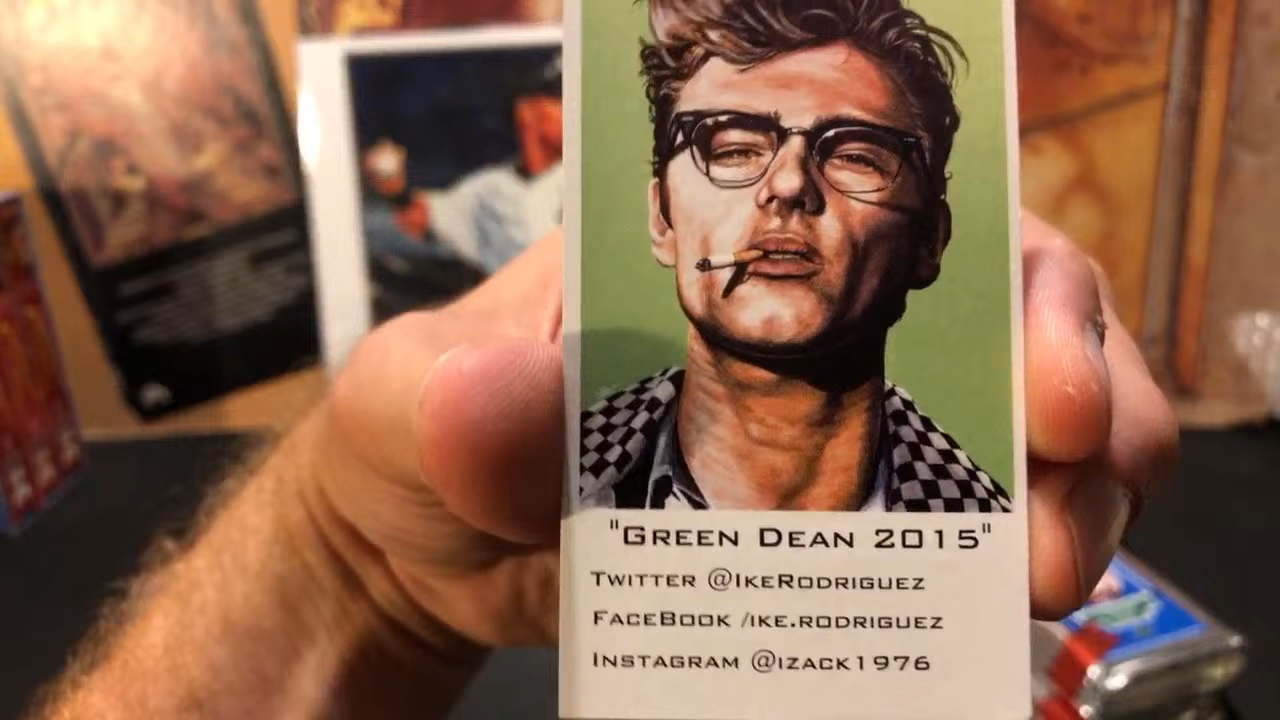 "Green Dean 2015"
Twitter @IkeRodriguez
FaceBook /ike.rodriguez
Instagram @izack1976